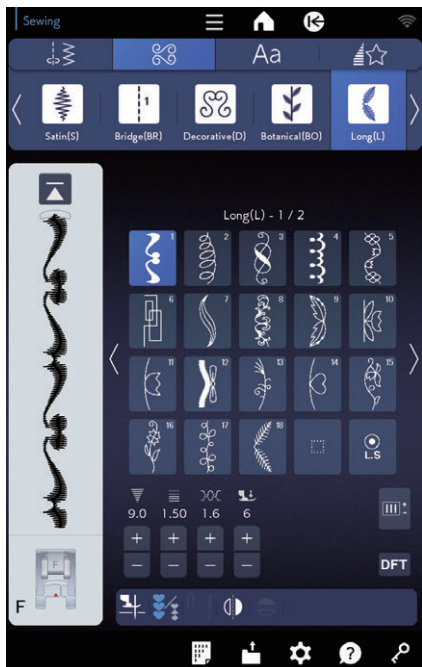 Sewing
Aa
1
Satin(S) Bridge(BR) Decorative(D) Botanical(BO) Long(L)
Long(L) - 1 / 2
1 2 3 4 5
6 7 8 9 10
11 12 13 14 15
16 17 18
L.S
9.0 1.50 1.6 6
+ + + +
− − − −
DFT
F
F
?